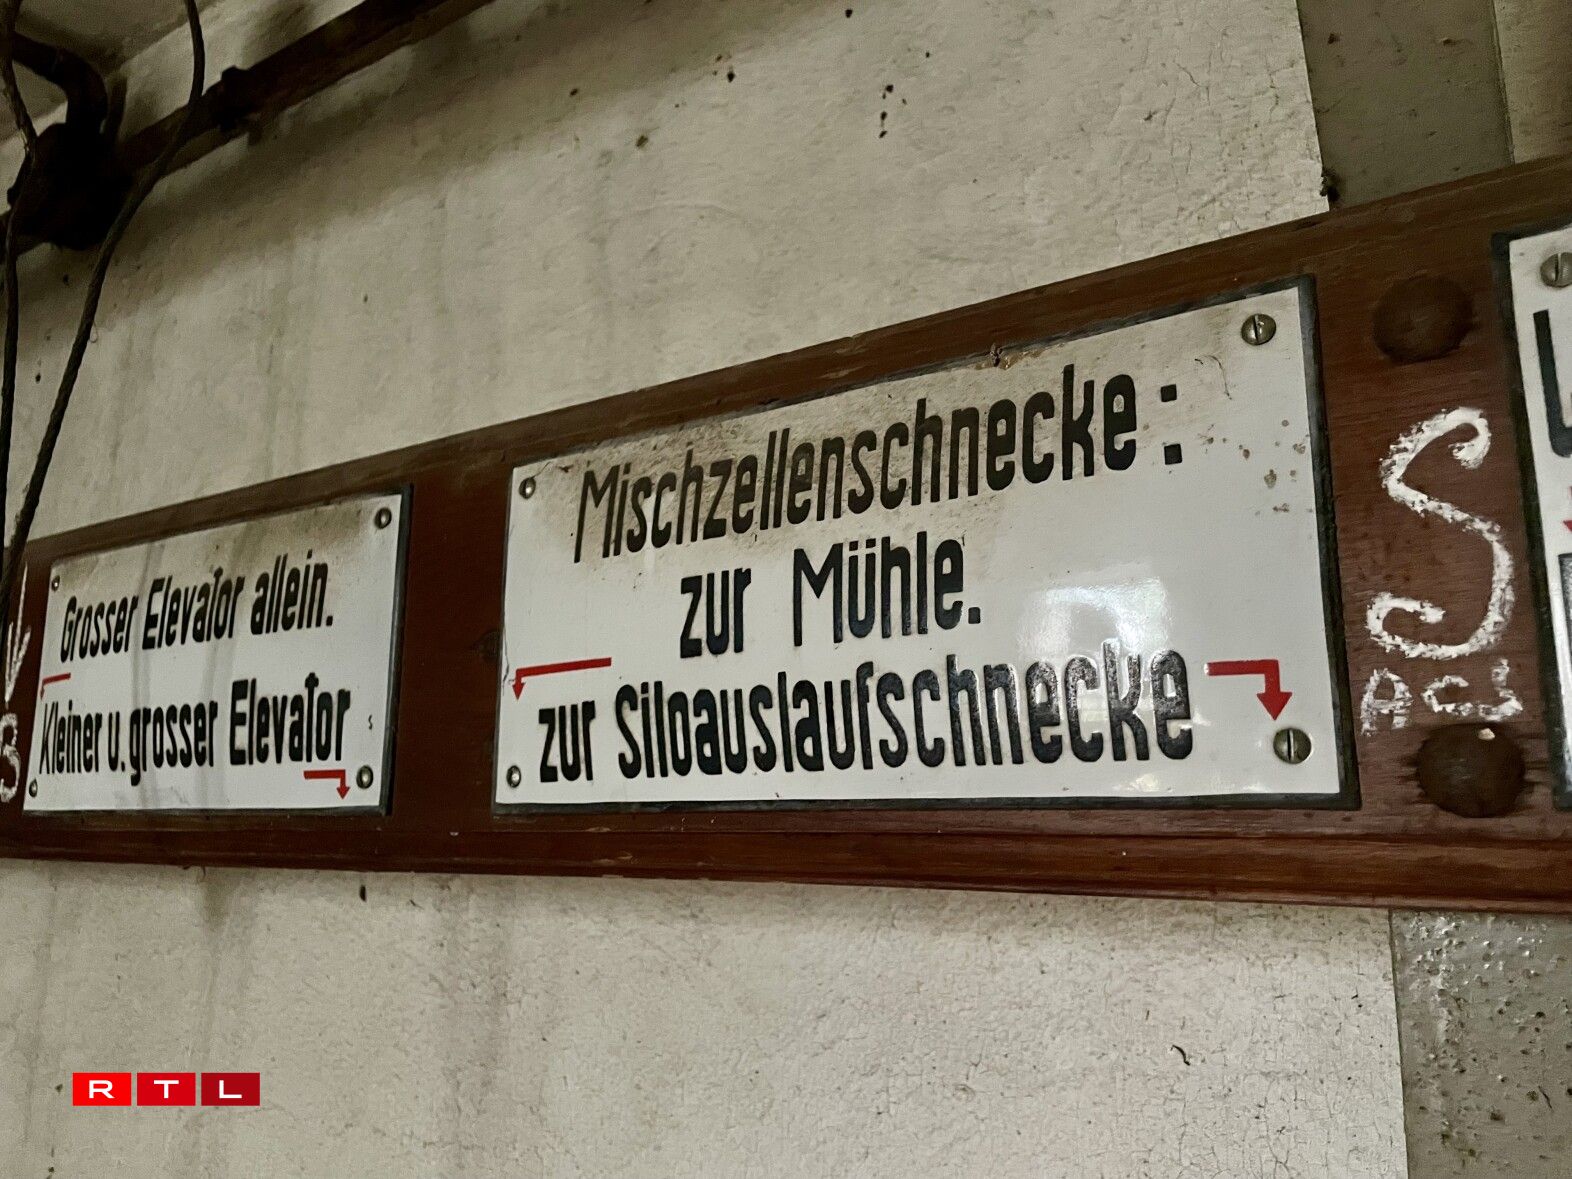 Grosser Elevator allein.
Kleiner u. grosser Elevator
Mischzellenschnecke:
zur Mühle.
zur Siloauslaufschnecke
S
RTL